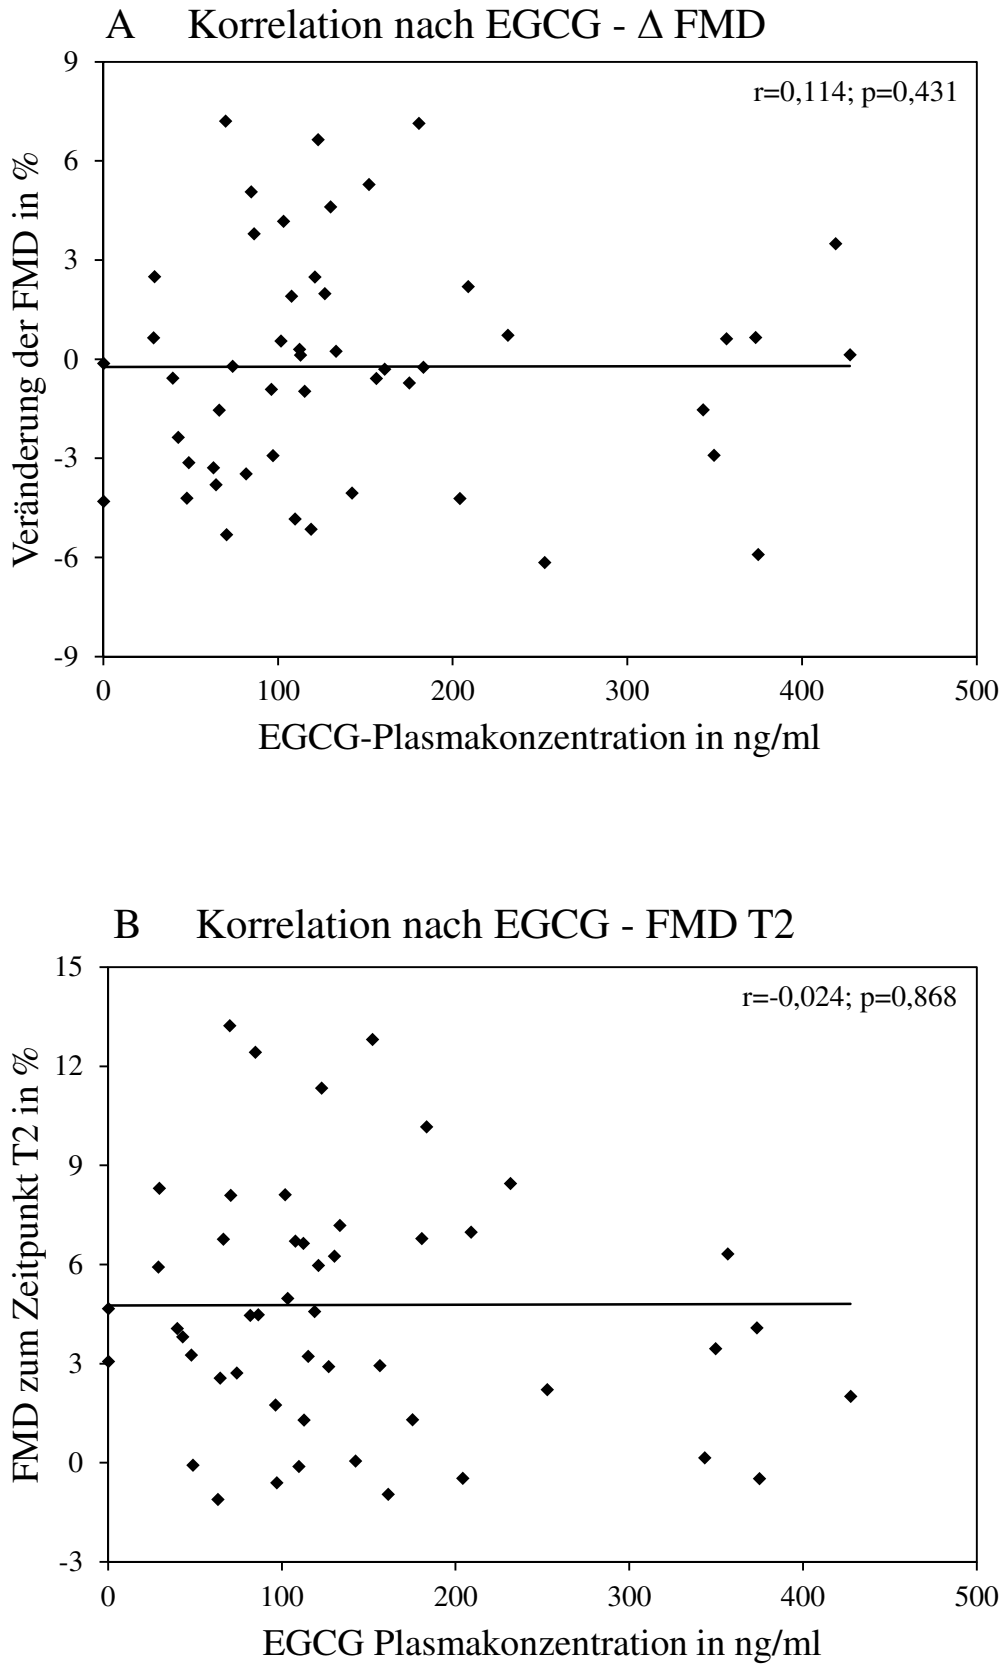 A Korrelation nach EGCG - Δ FMD
r=0,114; p=0,431
Veränderung der FMD in %
9
6
3
0
-3
-6
-9
0 100 200 300 400 500
EGCG-Plasmakonzentration in ng/ml
B Korrelation nach EGCG - FMD T2
r=-0,024; p=0,868
FMD zum Zeitpunkt T2 in %
15
12
9
6
3
0
-3
0 100 200 300 400 500
EGCG Plasmakonzentration in ng/ml